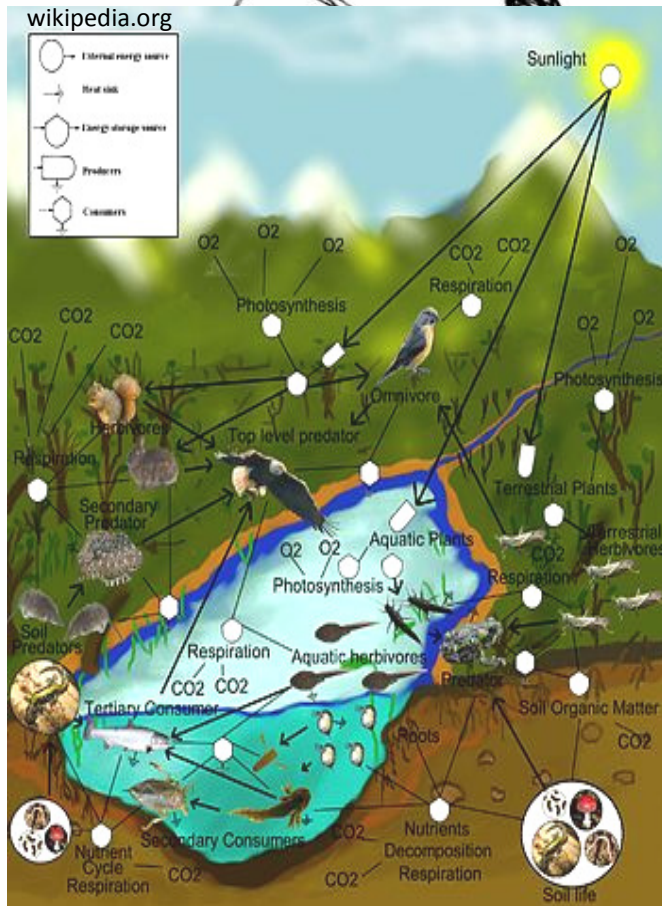 wikipedia.org
External energy source
Heat sink
Energy storage source
Producers
Consumers
Sunlight
O2
O2
O2
Photosynthesis
CO2
CO2
Respiration
O2
O2
O2
Photosynthesis
CO2
CO2
CO2
Herbivores
Omnivore
Top level predator
Respiration
Secondary
Predator
Terrestrial Plants
Aquatic Plants
Terrestrial
Herbivores
O2
O2
Photosynthesis
CO2
Respiration
Soil
Predators
Respiration
CO2
CO2
Aquatic herbivores
Predator
Tertiary Consumer
Soil Organic Matter
CO2
Roots
Secondary Consumers
CO2
Nutrient
Cycle
Respiration
CO2
Nutrients
Decomposition
Respiration
CO2
Soil life